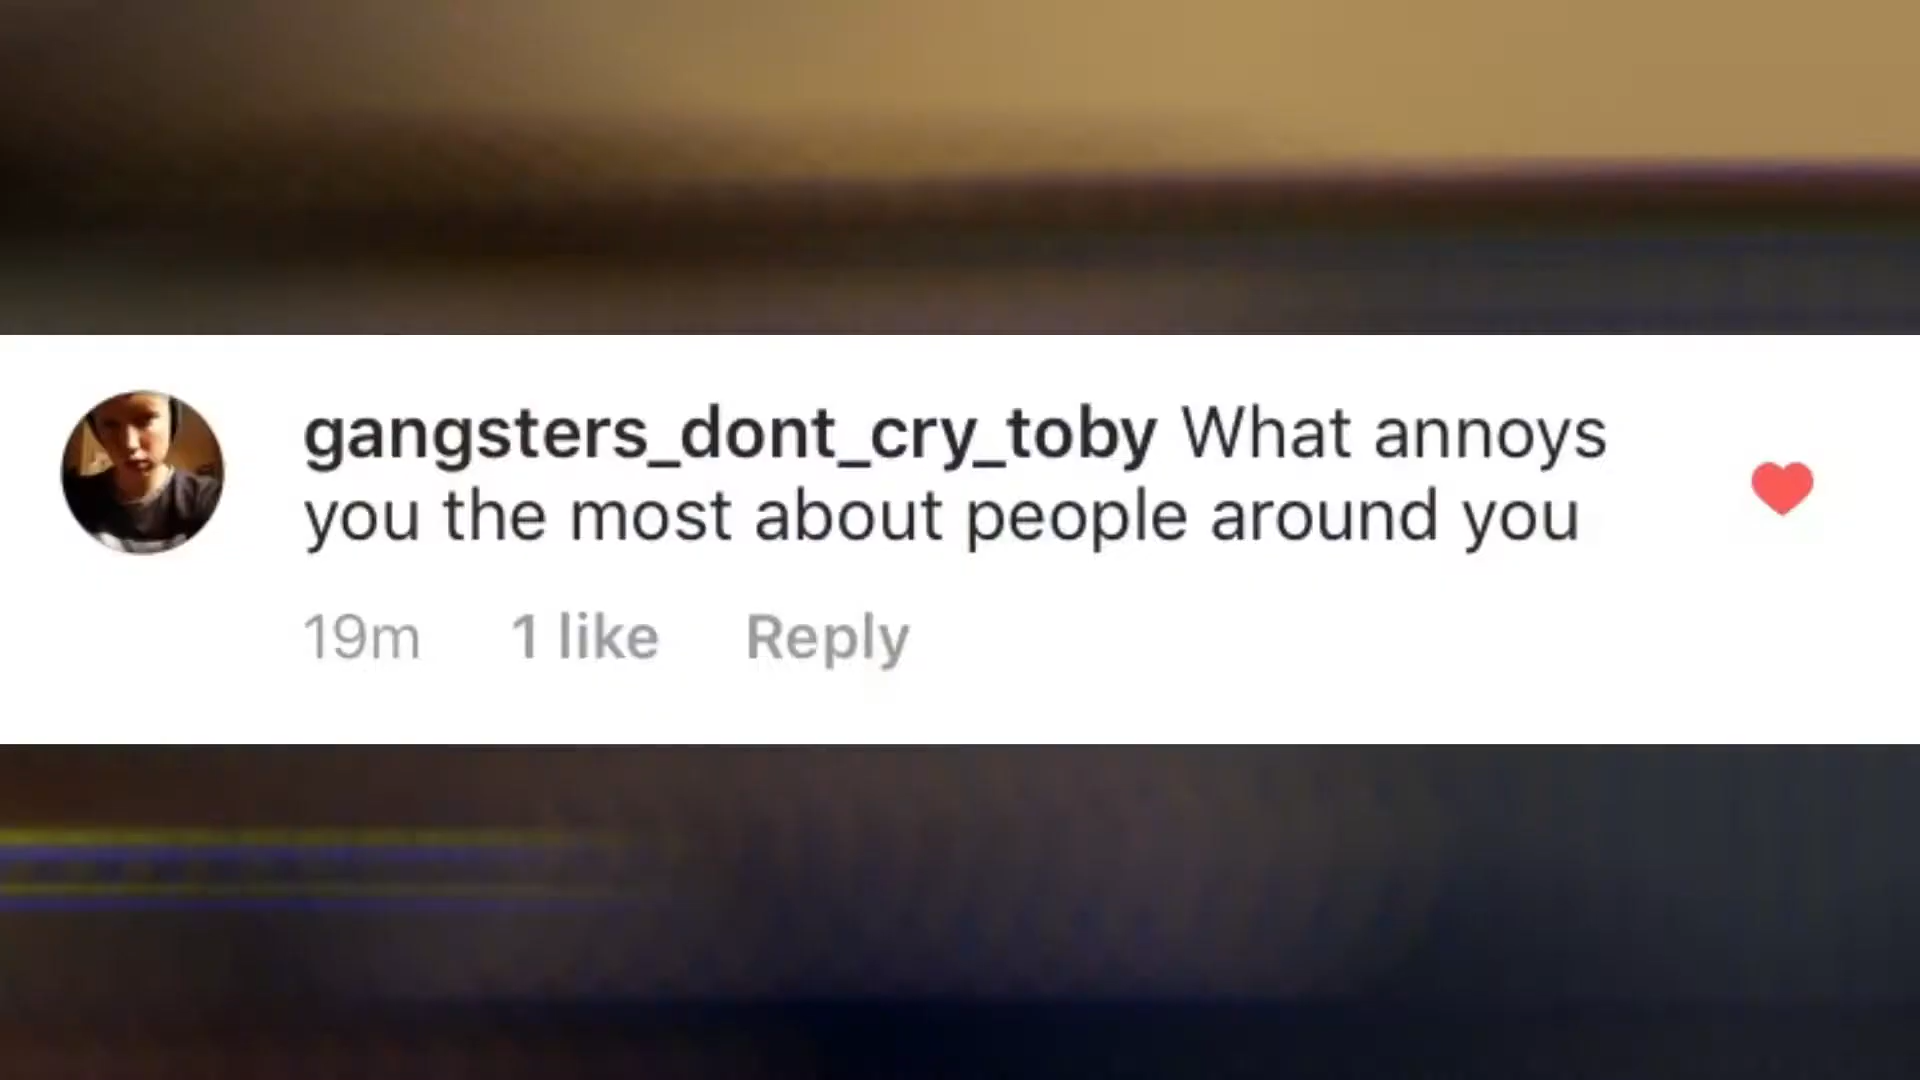 gangsters_dont_cry_toby What annoys
you the most about people around you
19m 1 like Reply